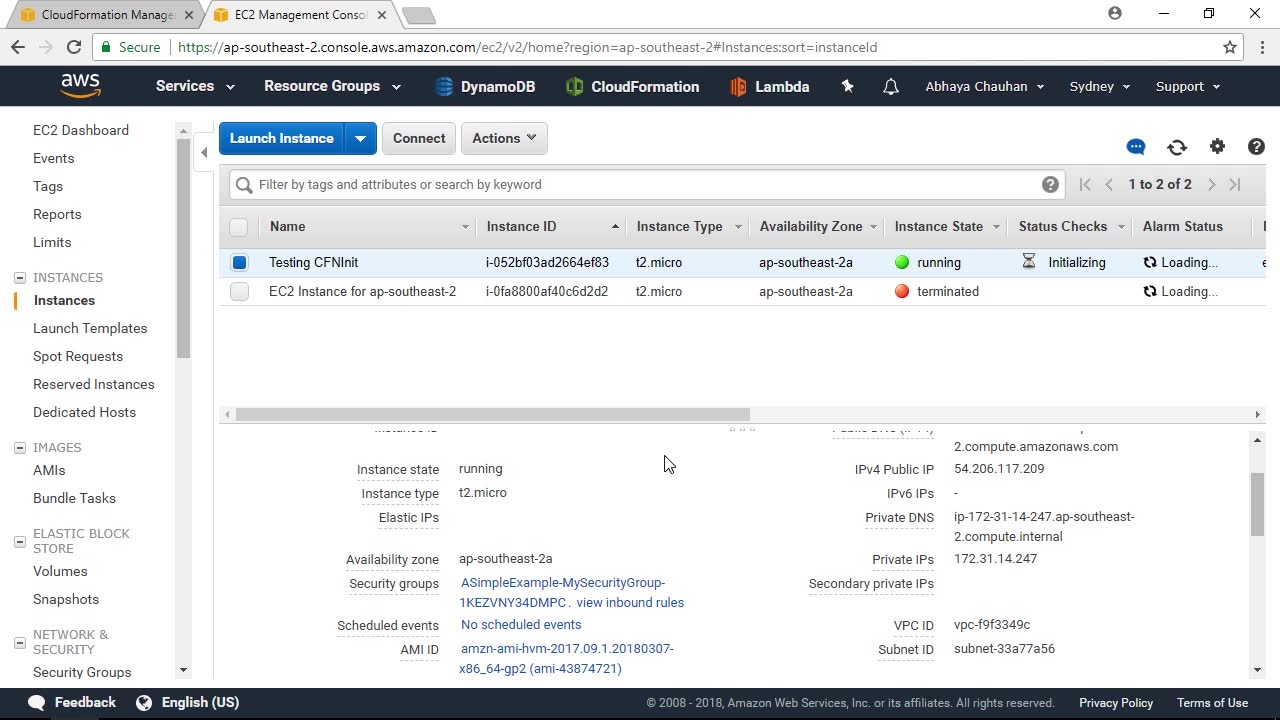 CloudFormation Manage
EC2 Management Conso
Secure
https://ap-southeast-2.console.aws.amazon.com/ec2/v2/home?region=ap-southeast-2#Instances:sort=instanceId
aws
Services
Resource Groups
DynamoDB
CloudFormation
Lambda
Abhaya Chauhan
Sydney
Support
EC2 Dashboard
Events
Tags
Reports
Limits
INSTANCES
Instances
Launch Templates
Spot Requests
Reserved Instances
Dedicated Hosts
IMAGES
AMIs
Bundle Tasks
ELASTIC BLOCK
STORE
Volumes
Snapshots
NETWORK &
SECURITY
Security Groups
Launch Instance
Connect
Actions
Filter by tags and attributes or search by keyword
1 to 2 of 2
Name Instance ID Instance Type Availability Zone Instance State Status Checks Alarm Status
Testing CFNInit i-052bf03ad2664ef83 t2.micro ap-southeast-2a running Initializing Loading...
EC2 Instance for ap-southeast-2 i-0fa8800af40c6d2d2 t2.micro ap-southeast-2a terminated Loading...
2.compute.amazonaws.com
Instance state running IPv4 Public IP 54.206.117.209
Instance type t2.micro IPv6 IPs -
Elastic IPs Private DNS ip-172-31-14-247.ap-southeast-
2.compute.internal
Availability zone ap-southeast-2a Private IPs 172.31.14.247
Security groups ASimpleExample-MySecurityGroup- Secondary private IPs
1KEZVNY34DMPC . view inbound rules
Scheduled events No scheduled events VPC ID vpc-f9f3349c
AMI ID amzn-ami-hvm-2017.09.1.20180307- Subnet ID subnet-33a77a56
x86_64-gp2 (ami-43874721)
Feedback
English (US)
© 2008 - 2018, Amazon Web Services, Inc. or its affiliates. All rights reserved.
Privacy Policy
Terms of Use